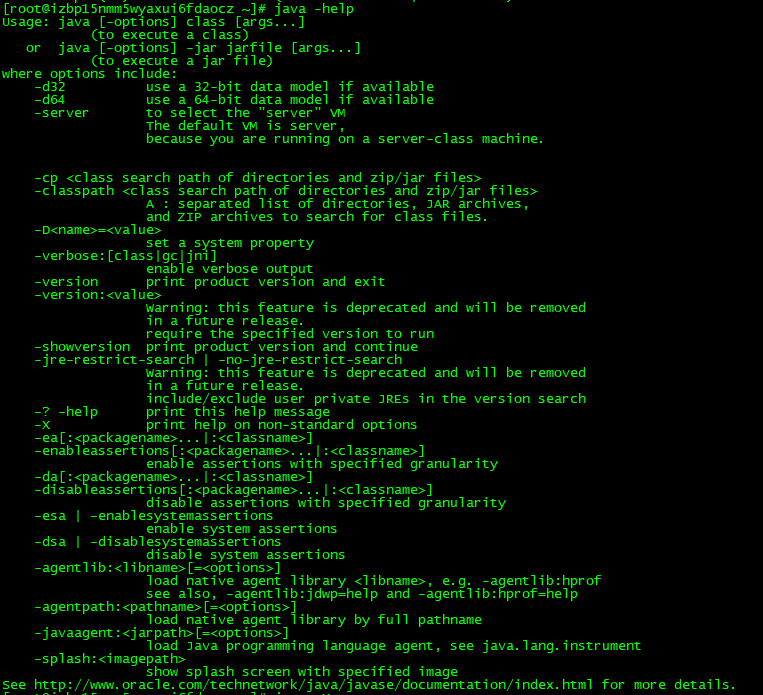 [root@izbp15nmm5wyaxui6fdaocz ~]# java -help
Usage: java [-options] class [args...]
           (to execute a class)
   or  java [-options] -jar jarfile [args...]
           (to execute a jar file)
where options include:
    -d32          use a 32-bit data model if available
    -d64          use a 64-bit data model if available
    -server       to select the "server" VM
                  The default VM is server,
                  because you are running on a server-class machine.
    -cp <class search path of directories and zip/jar files>
    -classpath <class search path of directories and zip/jar files>
                  A : separated list of directories, JAR archives,
                  and ZIP archives to search for class files.
    -D<name>=<value>
                  set a system property
    -verbose:[class|gc|jni]
                  enable verbose output
    -version      print product version and exit
    -version:<value>
                  Warning: this feature is deprecated and will be removed
                  in a future release.
                  require the specified version to run
    -showversion  print product version and continue
    -jre-restrict-search | -no-jre-restrict-search
                  Warning: this feature is deprecated and will be removed
                  in a future release.
                  include/exclude user private JREs in the version search
    -? -help      print this help message
    -X            print help on non-standard options
    -ea[:<packagename>...|:<classname>]
    -enableassertions[:<packagename>...|:<classname>]
                  enable assertions with specified granularity
    -da[:<packagename>...|:<classname>]
    -disableassertions[:<packagename>...|:<classname>]
                  disable assertions with specified granularity
    -esa | -enablesystemassertions
                  enable system assertions
    -dsa | -disablesystemassertions
                  disable system assertions
    -agentlib:<libname>[=<options>]
                  load native agent library <libname>, e.g. -agentlib:hprof
                  see also, -agentlib:jdwp=help and -agentlib:hprof=help
    -agentpath:<pathname>[=<options>]
                  load native agent library by full pathname
    -javaagent:<jarpath>[=<options>]
                  load Java programming language agent, see java.lang.instrument
    -splash:<imagepath>
                  show splash screen with specified image
See http://www.oracle.com/technetwork/java/javase/documentation/index.html for more details.